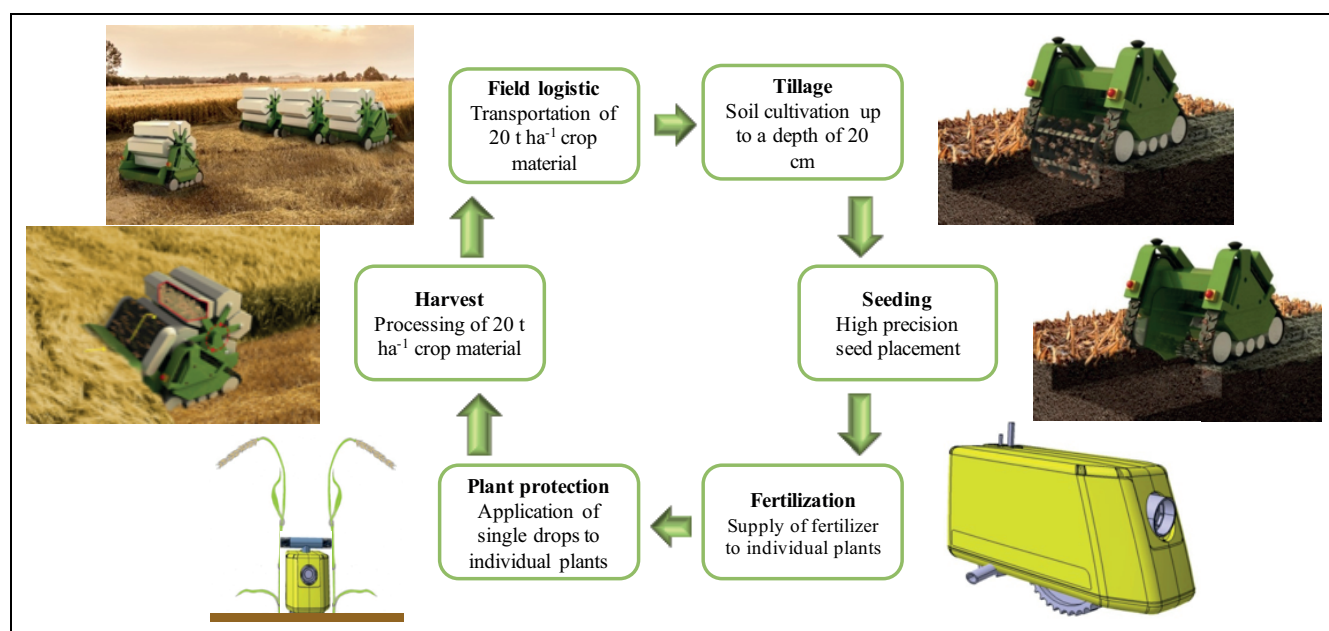 Field logistic
Transportation of
20 t ha⁻¹ crop
material
Tillage
Soil cultivation up
to a depth of 20
cm
Harvest
Processing of 20 t
ha⁻¹ crop material
Seeding
High precision
seed placement
Plant protection
Application of
single drops to
individual plants
Fertilization
Supply of fertilizer
to individual plants